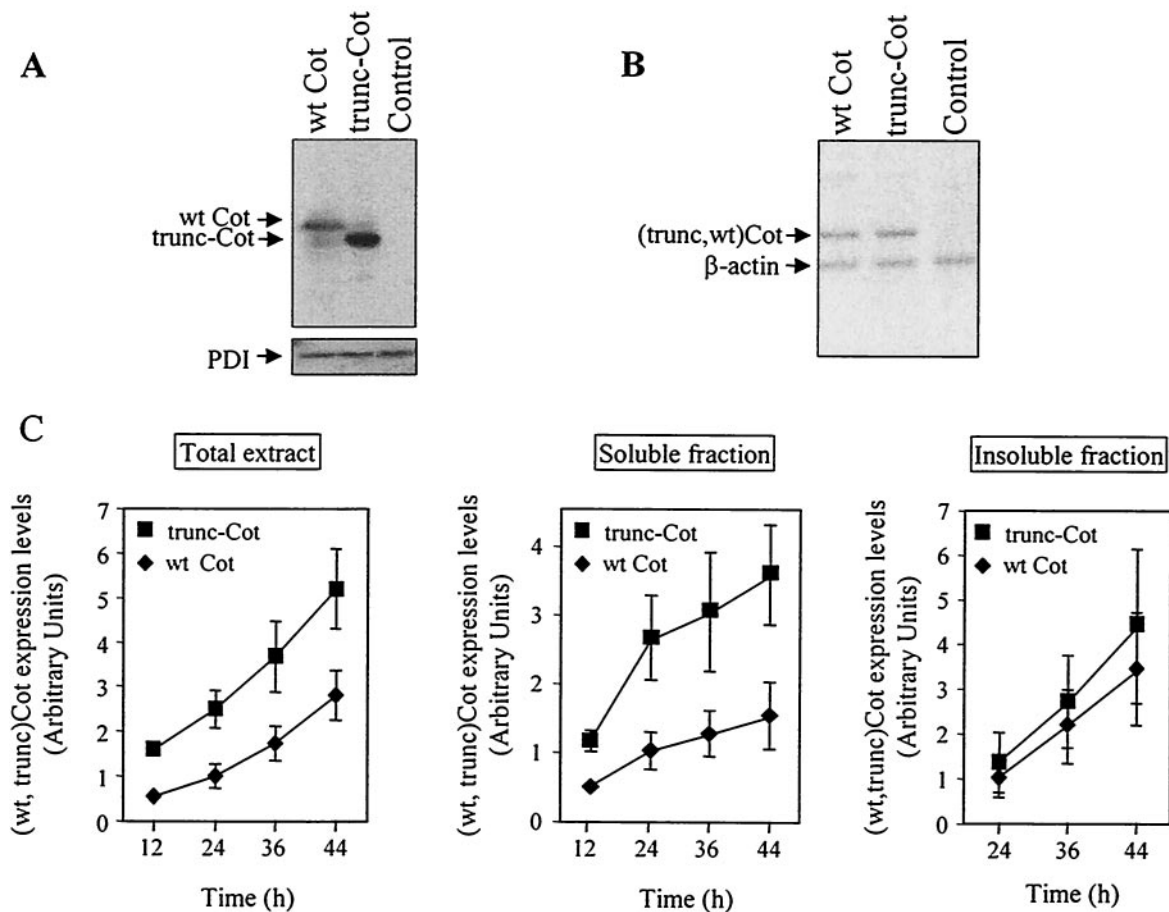 A
wt Cot
trunc-Cot
Control
wt Cot
trunc-Cot
PDI
B
wt Cot
trunc-Cot
Control
(trunc,wt)Cot
β-actin
C
Total extract
(wt, trunc)Cot expression levels
(Arbitrary Units)
7
6
5
4
3
2
1
0
trunc-Cot
wt Cot
12 24 36 44
Time (h)
Soluble fraction
(wt, trunc)Cot expression levels
(Arbitrary Units)
4
3
2
1
0
trunc-Cot
wt Cot
12 24 36 44
Time (h)
Insoluble fraction
(wt,trunc)Cot expression levels
(Arbitrary Units)
7
6
5
4
3
2
1
0
trunc-Cot
wt Cot
24 36 44
Time (h)